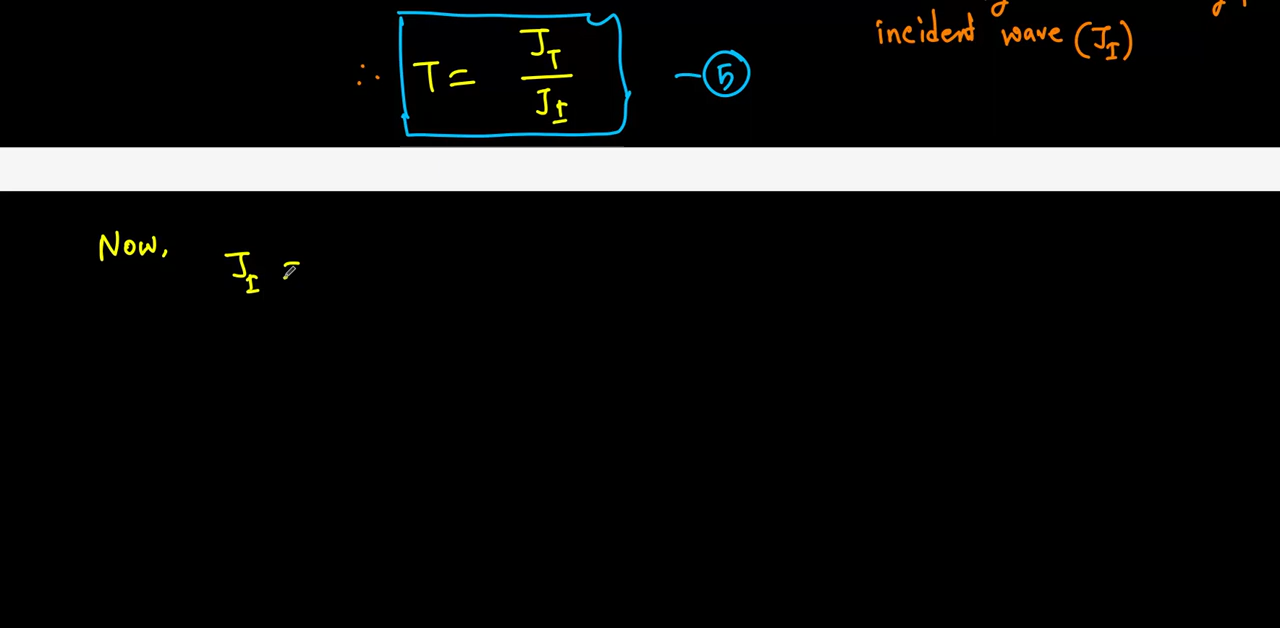 incident wave (J_I)
∴ T = J_T / J_I — ⑤
Now, J_I =